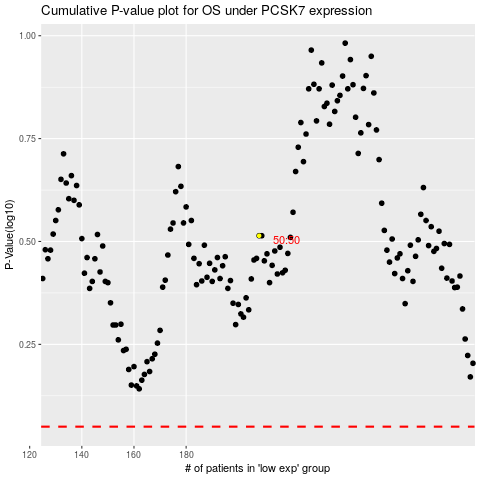 Cumulative P-value plot for OS under PCSK7 expression
1.00
0.75
0.50
0.25
P-Value(log10)
50:50
120 140 160 180
# of patients in 'low exp' group